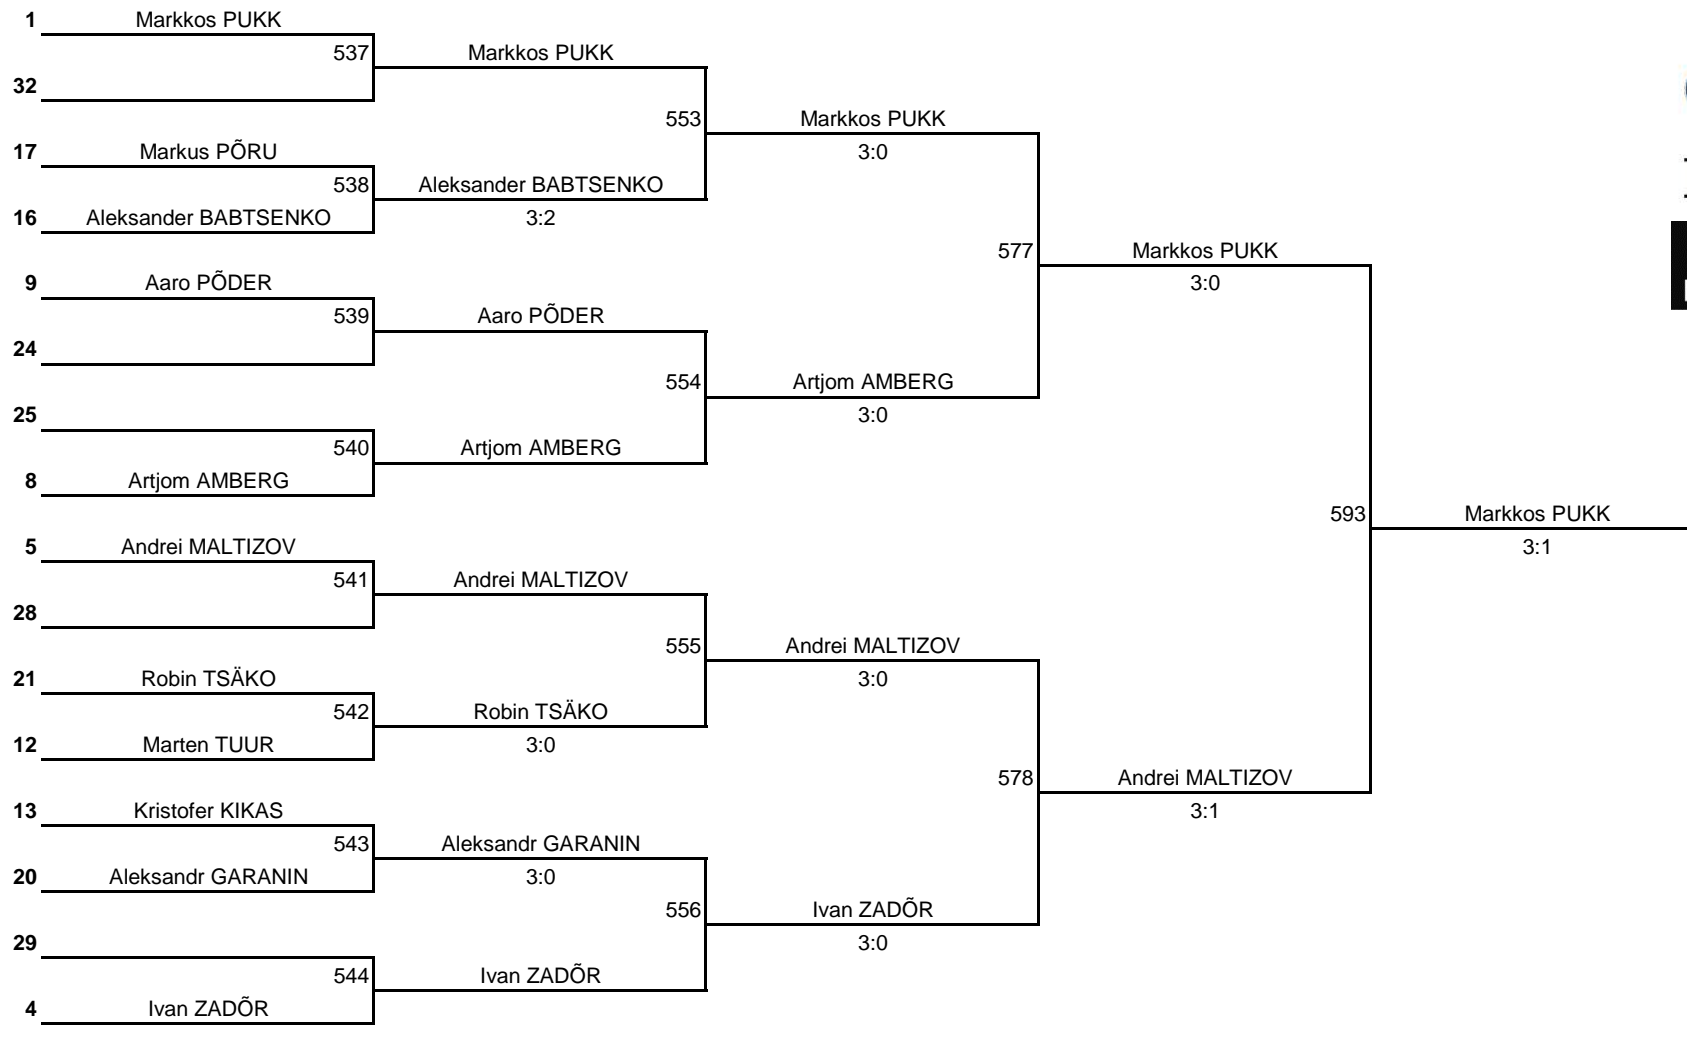 1 Markkos PUKK
537 Markkos PUKK
32
553 Markkos PUKK
17 Markus PÕRU
3:0
538 Aleksander BABTSENKO
16 Aleksander BABTSENKO
3:2
577 Markkos PUKK
9 Aaro PÕDER
3:0
539 Aaro PÕDER
24
554 Artjom AMBERG
25
3:0
540 Artjom AMBERG
8 Artjom AMBERG
593 Markkos PUKK
5 Andrei MALTIZOV
3:1
541 Andrei MALTIZOV
28
555 Andrei MALTIZOV
21 Robin TSÄKO
3:0
542 Robin TSÄKO
12 Marten TUUR
3:0
578 Andrei MALTIZOV
13 Kristofer KIKAS
3:1
543 Aleksandr GARANIN
20 Aleksandr GARANIN
3:0
556 Ivan ZADÕR
29
3:0
544 Ivan ZADÕR
4 Ivan ZADÕR